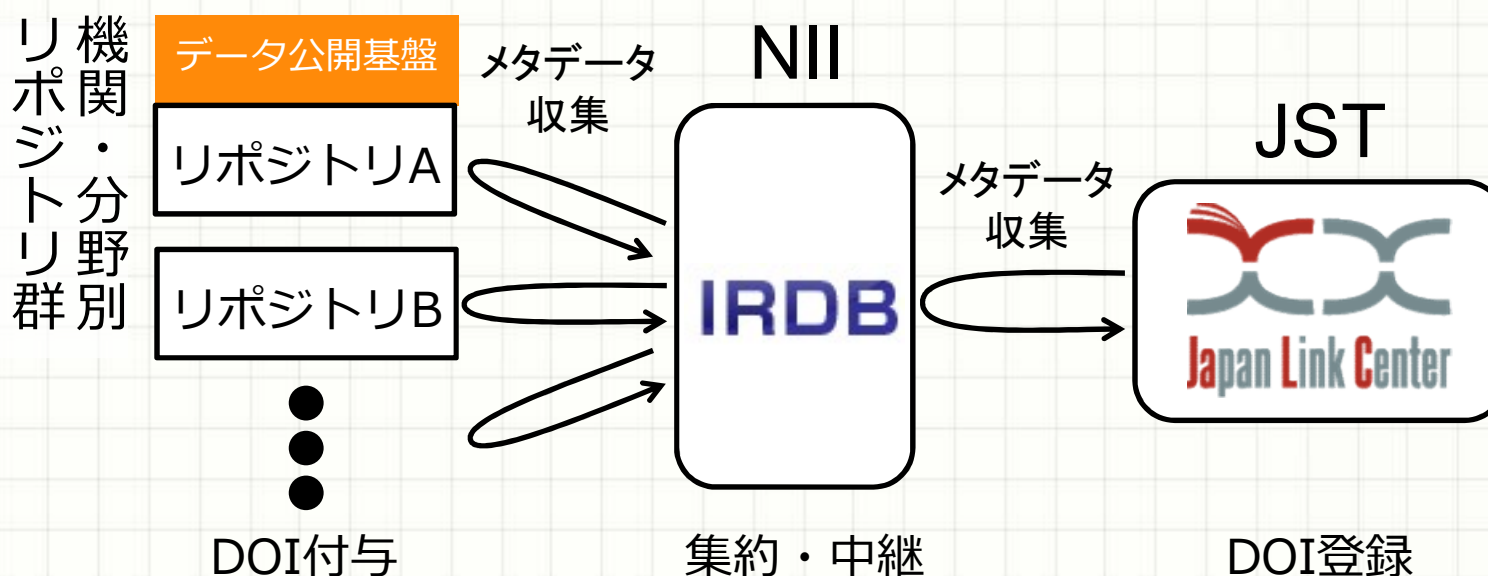 機関・分野別
リポジトリ群
データ公開基盤
リポジトリA
リポジトリB
DOI付与
メタデータ
収集
NII
IRDB
集約・中継
メタデータ
収集
JST
Japan Link Center
DOI登録